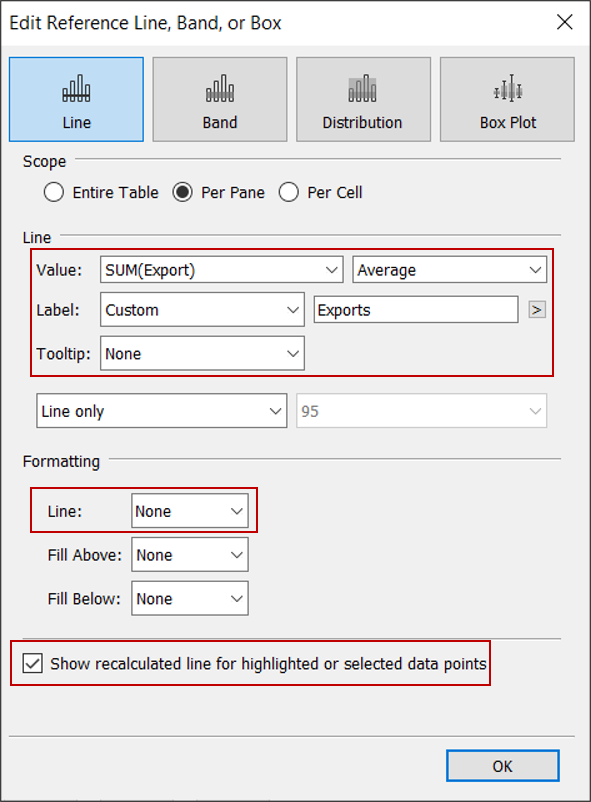 Edit Reference Line, Band, or Box
Line Band Distribution Box Plot
Scope
Entire Table Per Pane Per Cell
Line
Value: SUM(Export) Average
Label: Custom Exports >
Tooltip: None
Line only 95
Formatting
Line: None
Fill Above: None
Fill Below: None
Show recalculated line for highlighted or selected data points
OK